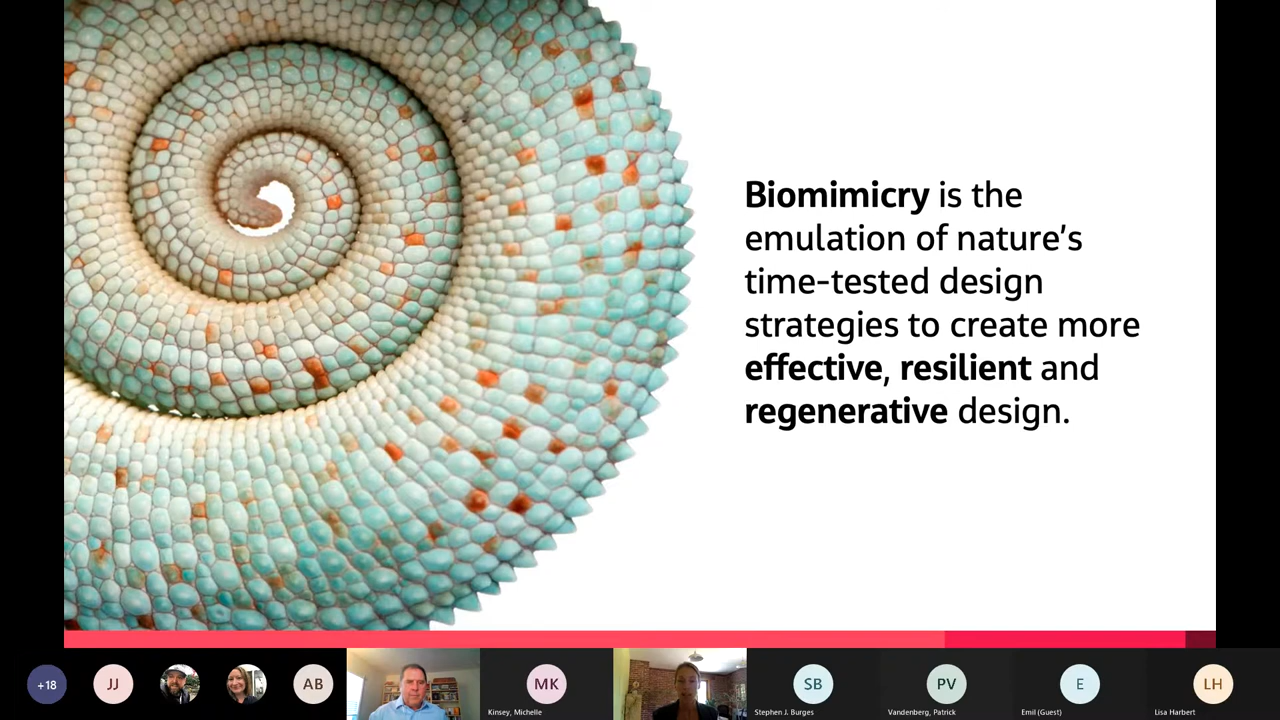 Biomimicry is the
emulation of nature's
time-tested design
strategies to create more
effective, resilient and
regenerative design.
+18
JJ
AB
MK
Kinsey, Michelle
SB
Stephen J. Burges
PV
Vandenberg, Patrick
E
Emil (Guest)
LH
Lisa Harbert